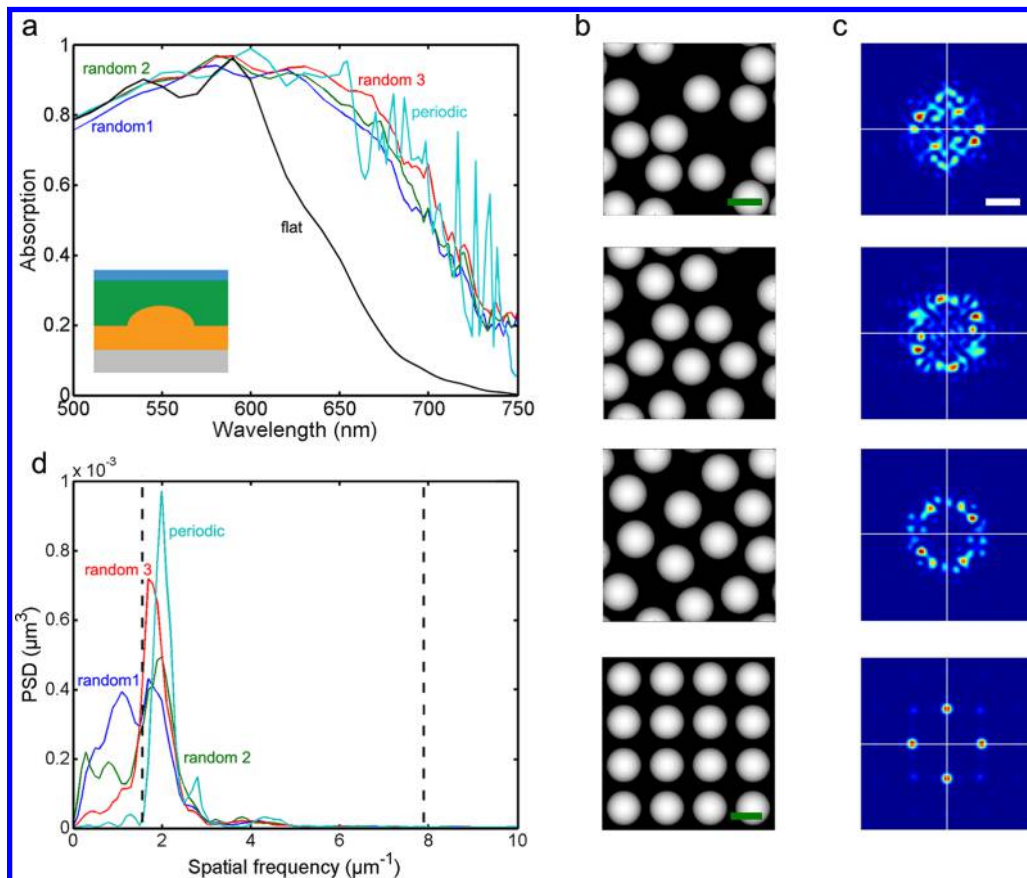 a
b
c
1
0.8
0.6
0.4
0.2
0
Absorption
random 2
random1
random 3
periodic
flat
500
550
600
650
700
750
Wavelength (nm)
d
x 10⁻³
1
0.8
0.6
0.4
0.2
0
PSD (μm³)
periodic
random 3
random1
random 2
0
2
4
6
8
10
Spatial frequency (μm⁻¹)